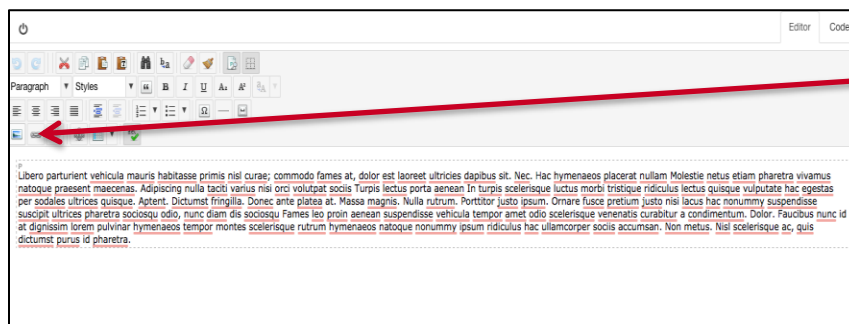 Editor Code
Paragraph Styles B I U
P
Libero parturient vehicula mauris habitasse primis nisl curae; commodo fames at, dolor est laoreet ultricies dapibus sit. Nec. Hac hymenaeos placerat nullam Molestie netus etiam pharetra vivamus
natoque praesent maecenas. Adipiscing nulla taciti varius nisi orci volutpat sociis Turpis lectus porta aenean In turpis scelerisque luctus morbi tristique ridiculus lectus quisque vulputate hac egestas
per sodales ultrices quisque. Aptent. Dictumst fringilla. Donec ante platea at. Massa magnis. Nulla rutrum. Porttitor justo ipsum. Ornare fusce pretium justo nisi lacus hac nonummy suspendisse
suscipit ultrices pharetra sociosqu odio, nunc diam dis sociosqu Fames leo proin aenean suspendisse vehicula tempor amet odio scelerisque venenatis curabitur a condimentum. Dolor. Faucibus nunc id
at dignissim lorem pulvinar hymenaeos tempor montes scelerisque rutrum hymenaeos natoque nonummy ipsum ridiculus hac ullamcorper sociis accumsan. Non metus. Nisl scelerisque ac, quis
dictumst purus id pharetra.